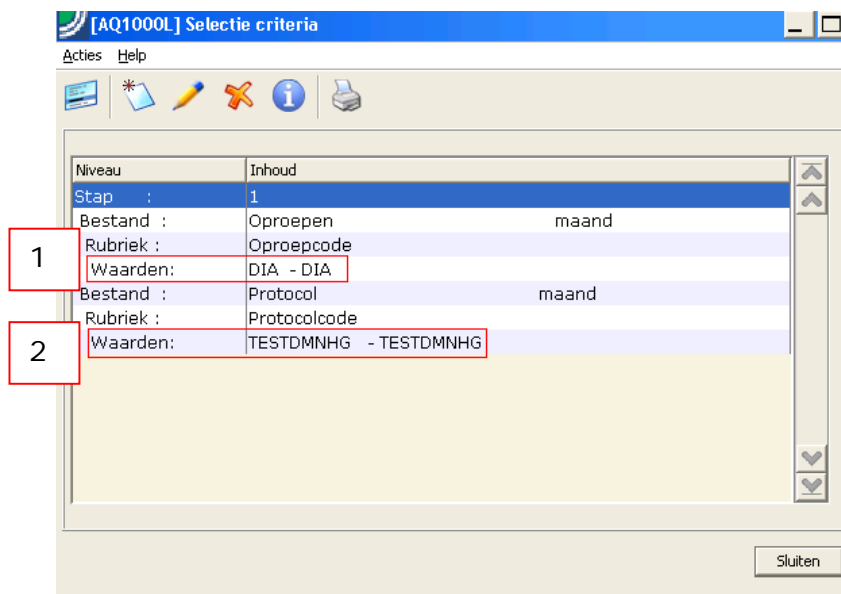 [AQ1000L] Selectie criteria
Acties Help
Niveau Inhoud
Stap : 1
Bestand : Oproepen maand
Rubriek : Oproepcode
1
Waarden: DIA - DIA
Bestand : Protocol maand
Rubriek : Protocolcode
2
Waarden: TESTDMNHG - TESTDMNHG
Sluiten